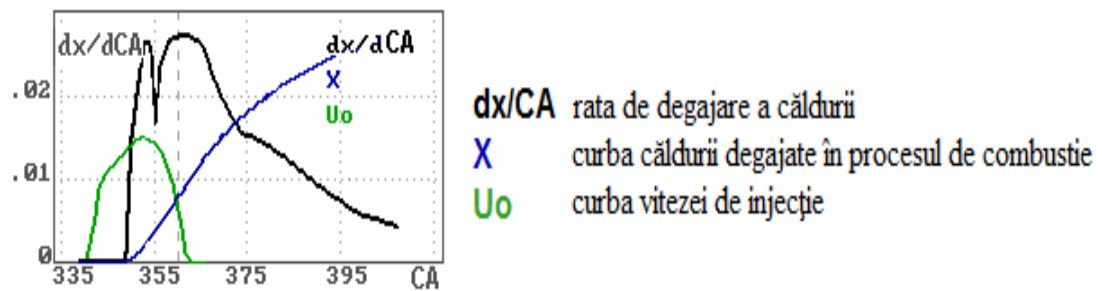 dx/dCA
dx/dCA
X
Uo
.02
.01
0
335 355 375 395 CA
dx/CA rata de degajare a căldurii
X curba căldurii degajate în procesul de combustie
Uo curba vitezei de injecţie